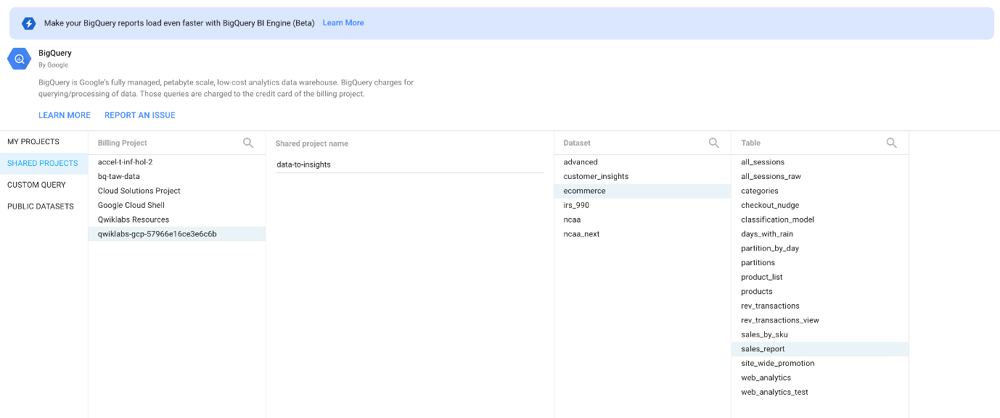 Make your BigQuery reports load even faster with BigQuery BI Engine (Beta) Learn More
BigQuery
By Google
BigQuery is Google's fully managed, petabyte scale, low-cost analytics data warehouse. BigQuery charges for
querying/processing of data. Those queries are charged to the credit card of the billing project.
LEARN MORE REPORT AN ISSUE
MY PROJECTS
SHARED PROJECTS
CUSTOM QUERY
PUBLIC DATASETS
Billing Project
accel-t-inf-hol-2
bq-taw-data
Cloud Solutions Project
Google Cloud Shell
Qwiklabs Resources
qwiklabs-gcp-57966e16ce3e6c6b
Shared project name
data-to-insights
Dataset
advanced
customer_insights
ecommerce
irs_990
ncaa
ncaa_next
Table
all_sessions
all_sessions_raw
categories
checkout_nudge
classification_model
days_with_rain
partition_by_day
partitions
product_list
products
rev_transactions
rev_transactions_view
sales_by_sku
sales_report
site_wide_promotion
web_analytics
web_analytics_test